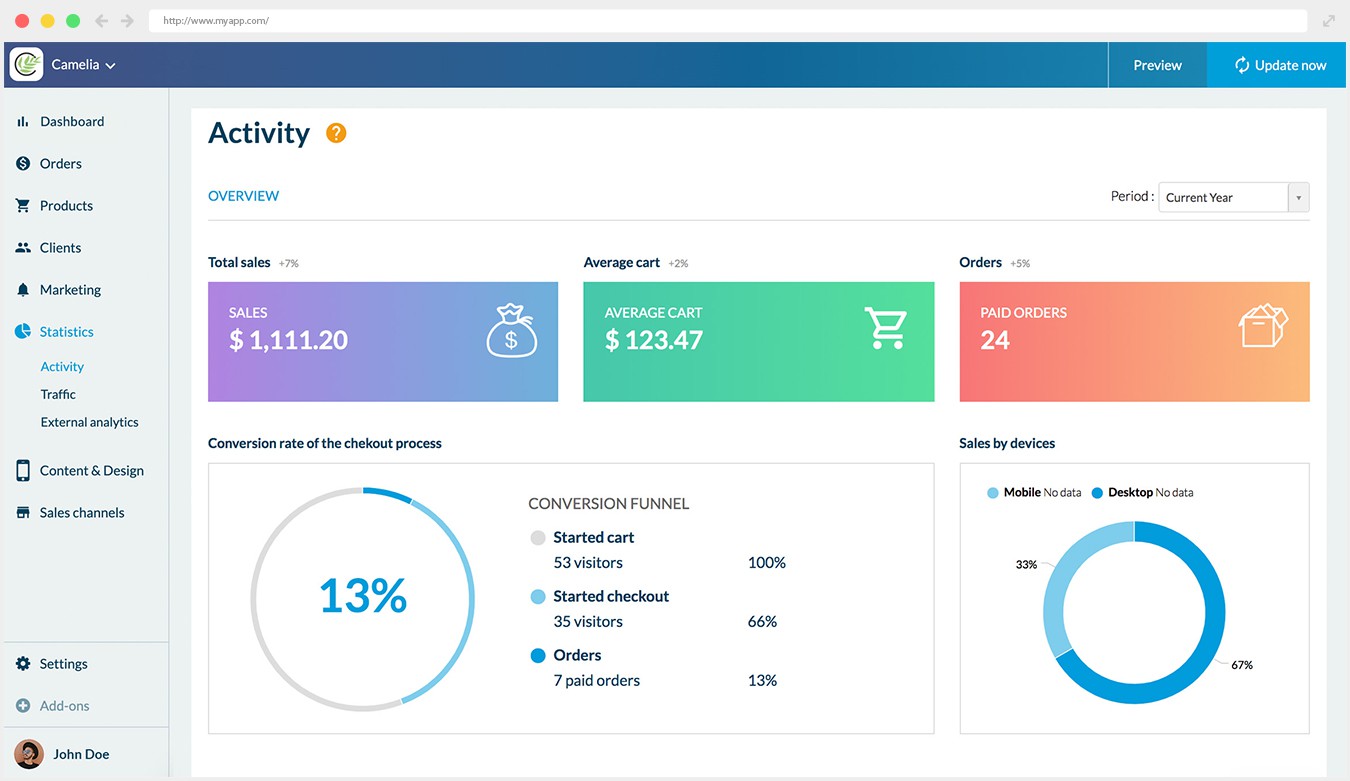 http://www.myapp.com/
Camelia
Preview
Update now
Dashboard
Orders
Products
Clients
Marketing
Statistics
Activity
Traffic
External analytics
Content & Design
Sales channels
Settings
Add-ons
John Doe
Activity ?
OVERVIEW
Period : Current Year
Total sales +7%
SALES
$ 1,111.20
$
Average cart +2%
AVERAGE CART
$ 123.47
Orders +5%
PAID ORDERS
24
Conversion rate of the chekout process
13%
CONVERSION FUNNEL
Started cart
53 visitors 100%
Started checkout
35 visitors 66%
Orders
7 paid orders 13%
Sales by devices
Mobile No data Desktop No data
33%
67%